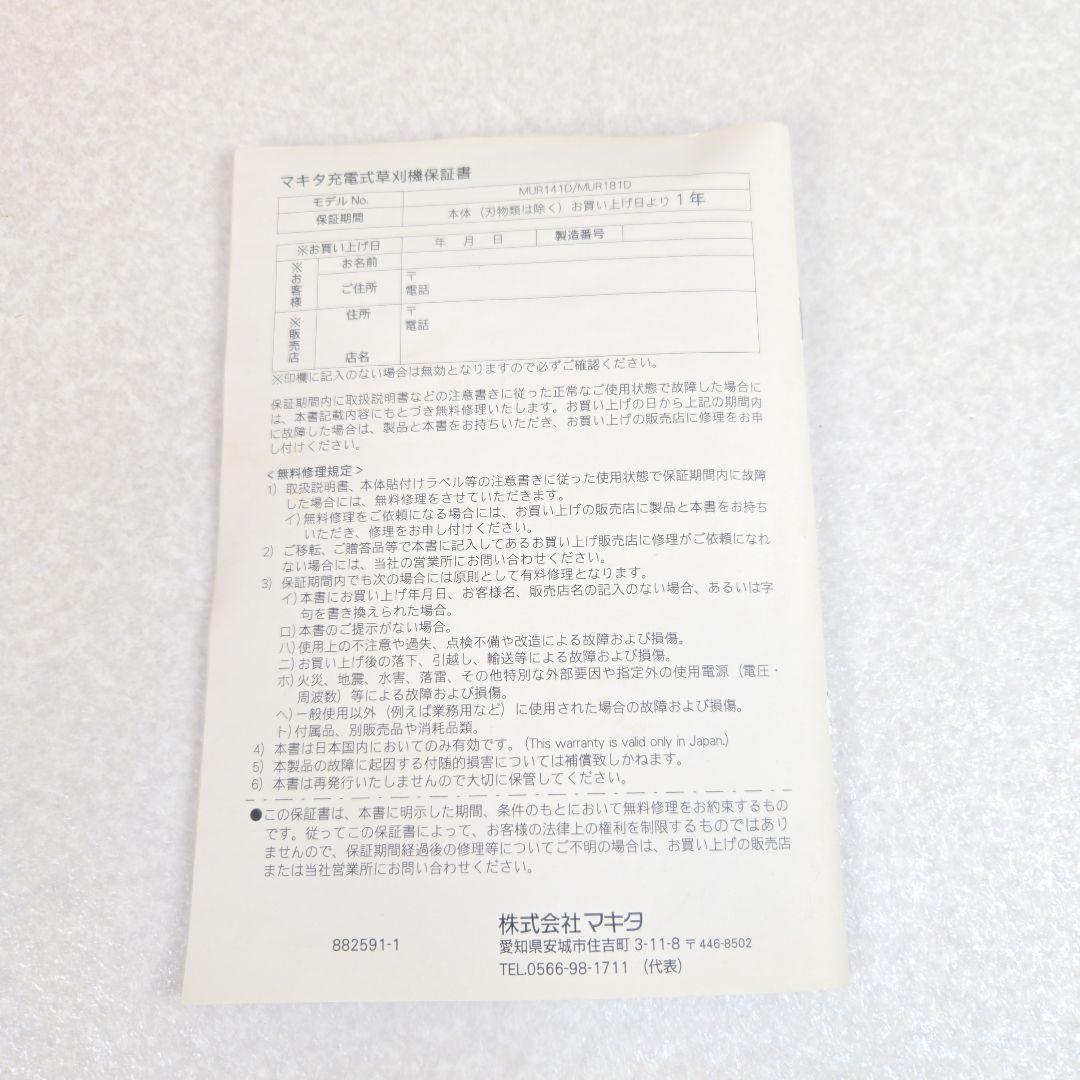 マキタ充電式草刈機保証書
モデル No. MUR141D/MUR181D
保証期間 本体（刃物類は除く）お買い上げ日より 1 年
※お買い上げ日 年 月 日 製造番号
※お客様 お名前
ご住所 〒
電話
※販売店 住所 〒
電話
店名
※印欄に記入のない場合は無効となりますので必ずご確認ください。
保証期間内に取扱説明書などの注意書きに従った正常なご使用状態で故障した場合に
は、本書記載内容にもとづき無料修理いたします。お買い上げの日から上記の期間内
に故障した場合は、製品と本書をお持ちいただき、お買い上げの販売店に修理をお申
し付けください。
＜無料修理規定＞
1) 取扱説明書、本体貼付けラベル等の注意書きに従った使用状態で保証期間内に故障
した場合には、無料修理をさせていただきます。
イ）無料修理をご依頼になる場合には、お買い上げの販売店に製品と本書をお持ち
いただき、修理をお申し付けください。
2) ご移転、ご贈答品等で本書に記入してあるお買い上げ販売店に修理がご依頼になれ
ない場合には、当社の営業所にお問い合わせください。
3) 保証期間内でも次の場合には原則として有料修理となります。
イ）本書にお買い上げ年月日、お客様名、販売店名の記入のない場合、あるいは字
句を書き換えられた場合。
ロ）本書のご提示がない場合。
ハ）使用上の不注意や過失、点検不備や改造による故障および損傷。
ニ）お買い上げ後の落下、引越し、輸送等による故障および損傷。
ホ）火災、地震、水害、落雷、その他特別な外部要因や指定外の使用電源（電圧・
周波数）等による故障および損傷。
ヘ）一般使用以外（例えば業務用など）に使用された場合の故障および損傷。
ト）付属品、別販売品や消耗品類。
4) 本書は日本国内においてのみ有効です。(This warranty is valid only in Japan.)
5) 本製品の故障に起因する付随的損害については補償致しかねます。
6) 本書は再発行いたしませんので大切に保管してください。
●この保証書は、本書に明示した期間、条件のもとにおいて無料修理をお約束するもの
です。従ってこの保証書によって、お客様の法律上の権利を制限するものではあり
ませんので、保証期間経過後の修理等についてご不明の場合は、お買い上げの販売店
または当社営業所にお問い合わせください。
株式会社マキタ
882591-1 愛知県安城市住吉町 3-11-8 〒446-8502
TEL.0566-98-1711 （代表）